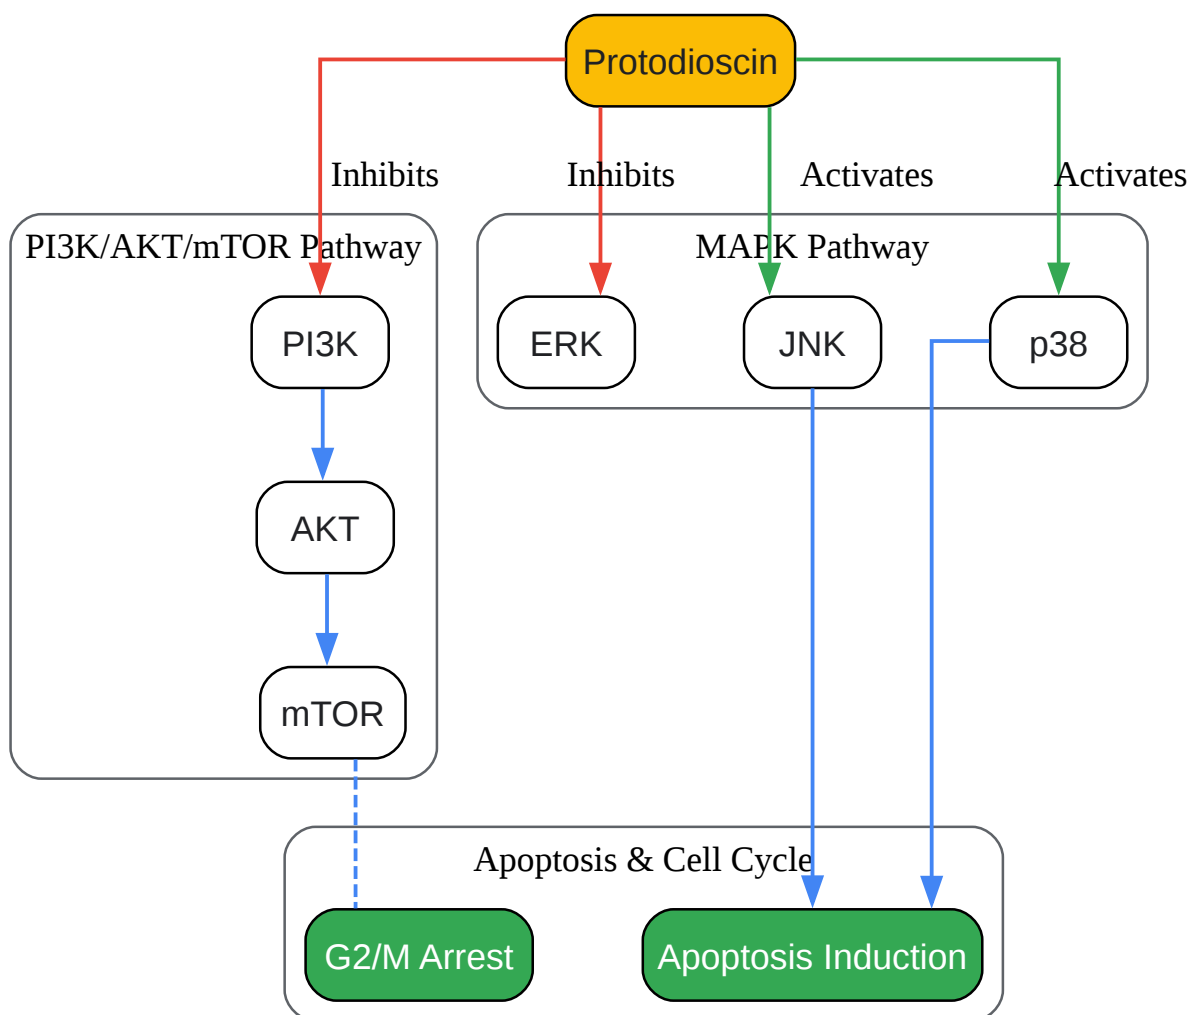 Protodioscin
Inhibits
Inhibits
Activates
Activates
PI3K/AKT/mTOR Pathway
MAPK Pathway
PI3K
ERK
JNK
p38
AKT
mTOR
Apoptosis & Cell Cycle
G2/M Arrest
Apoptosis Induction